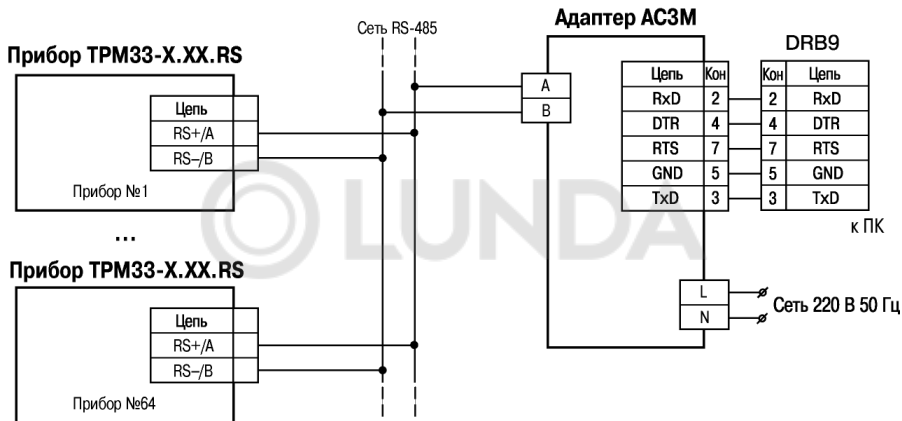 Прибор ТРМ33-Х.ХХ.RS
Цепь
RS+/A
RS–/B
Прибор №1
...
Прибор ТРМ33-Х.ХХ.RS
Цепь
RS+/A
RS–/B
Прибор №64
Сеть RS-485
Адаптер АС3М
A
B
Цепь Кон
RxD 2
DTR 4
RTS 7
GND 5
TxD 3
DRB9
Кон Цепь
2 RxD
4 DTR
7 RTS
5 GND
3 TxD
к ПК
L
N
Сеть 220 В 50 Гц
LUNDA